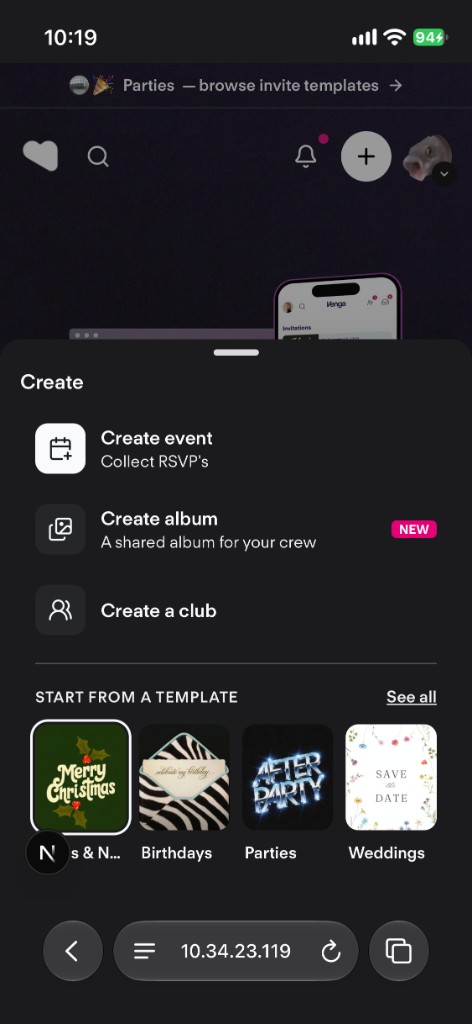 10:19
94
Parties — browse invite templates →
Venga
Invitations
Create
Create event
Collect RSVP's
Create album
A shared album for your crew
NEW
Create a club
START FROM A TEMPLATE
See all
Merry
Christmas
celebrate my birthday
AFTER
PARTY
SAVE
the
DATE
N
s & N...
Birthdays
Parties
Weddings
10.34.23.119